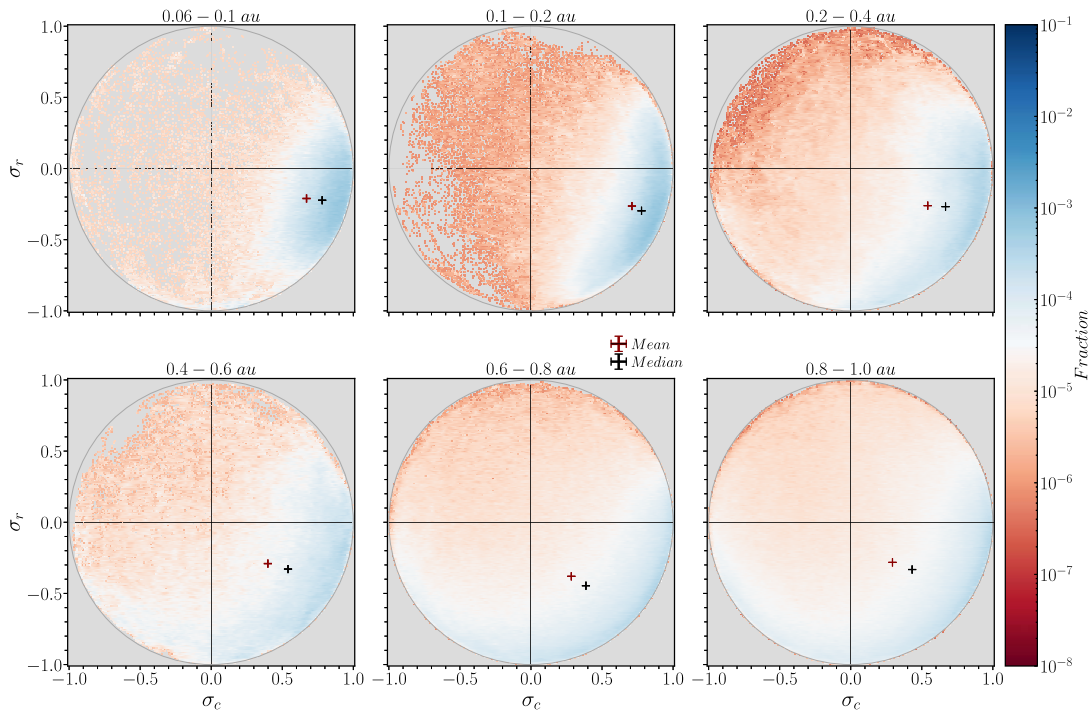 0.06 − 0.1 au
0.1 − 0.2 au
0.2 − 0.4 au
1.0
0.5
0.0
−0.5
−1.0
σr
10⁻¹
10⁻²
10⁻³
10⁻⁴
10⁻⁵
10⁻⁶
10⁻⁷
10⁻⁸
Fraction
Mean
Median
0.4 − 0.6 au
0.6 − 0.8 au
0.8 − 1.0 au
1.0
0.5
0.0
−0.5
−1.0
σr
−1.0 −0.5 0.0 0.5 1.0
−1.0 −0.5 0.0 0.5 1.0
−1.0 −0.5 0.0 0.5 1.0
σc
σc
σc